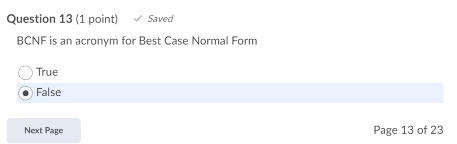 Question 13 (1 point) ✓ Saved
BCNF is an acronym for Best Case Normal Form
True
False
Next Page Page 13 of 23